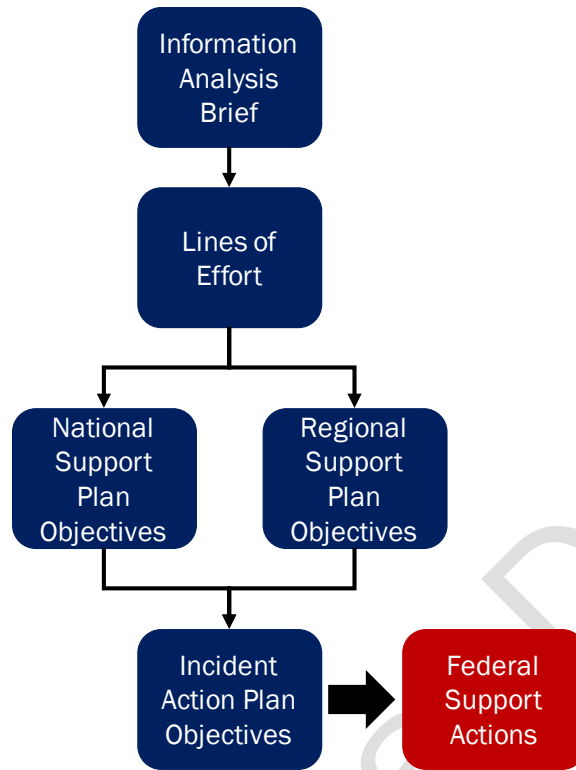 Information
Analysis
Brief
Lines of
Effort
National
Support
Plan
Objectives
Regional
Support
Plan
Objectives
Incident
Action Plan
Objectives
Federal
Support
Actions